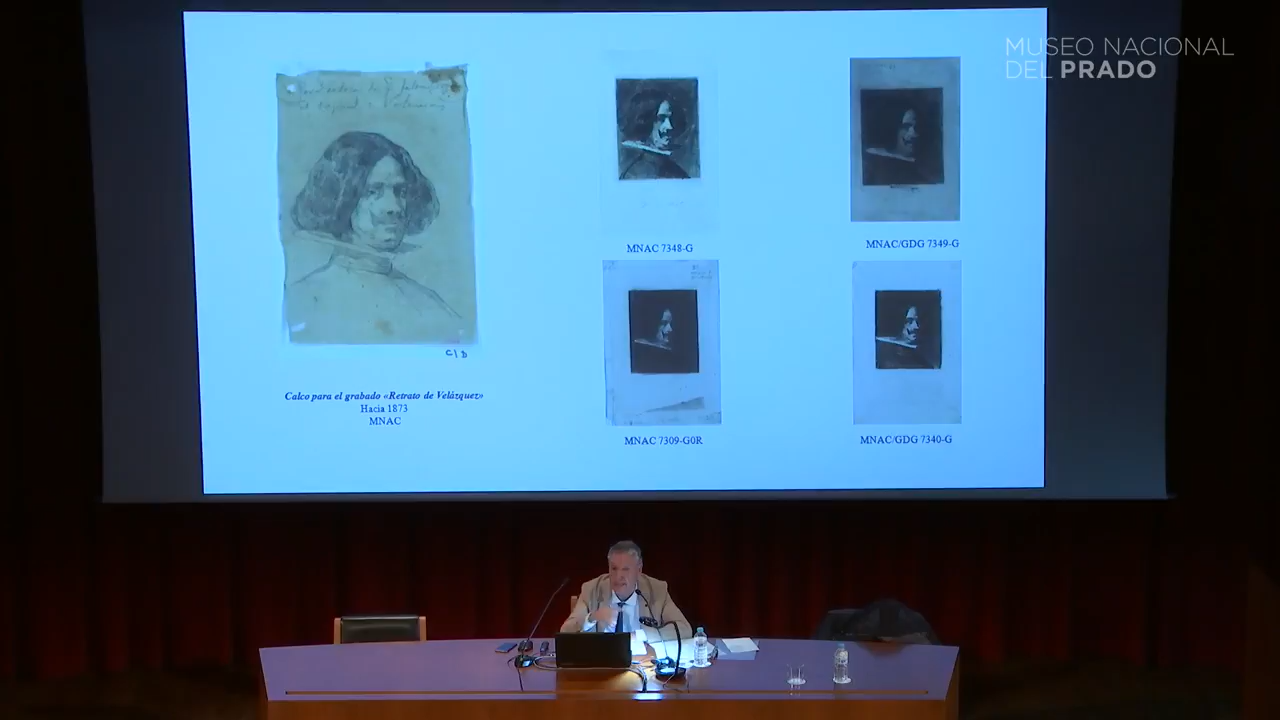 MUSEO NACIONAL
DEL PRADO
C|D
Calco para el grabado «Retrato de Velázquez»
Hacia 1873
MNAC
MNAC 7348-G
MNAC/GDG 7349-G
MNAC 7309-G0R
MNAC/GDG 7340-G